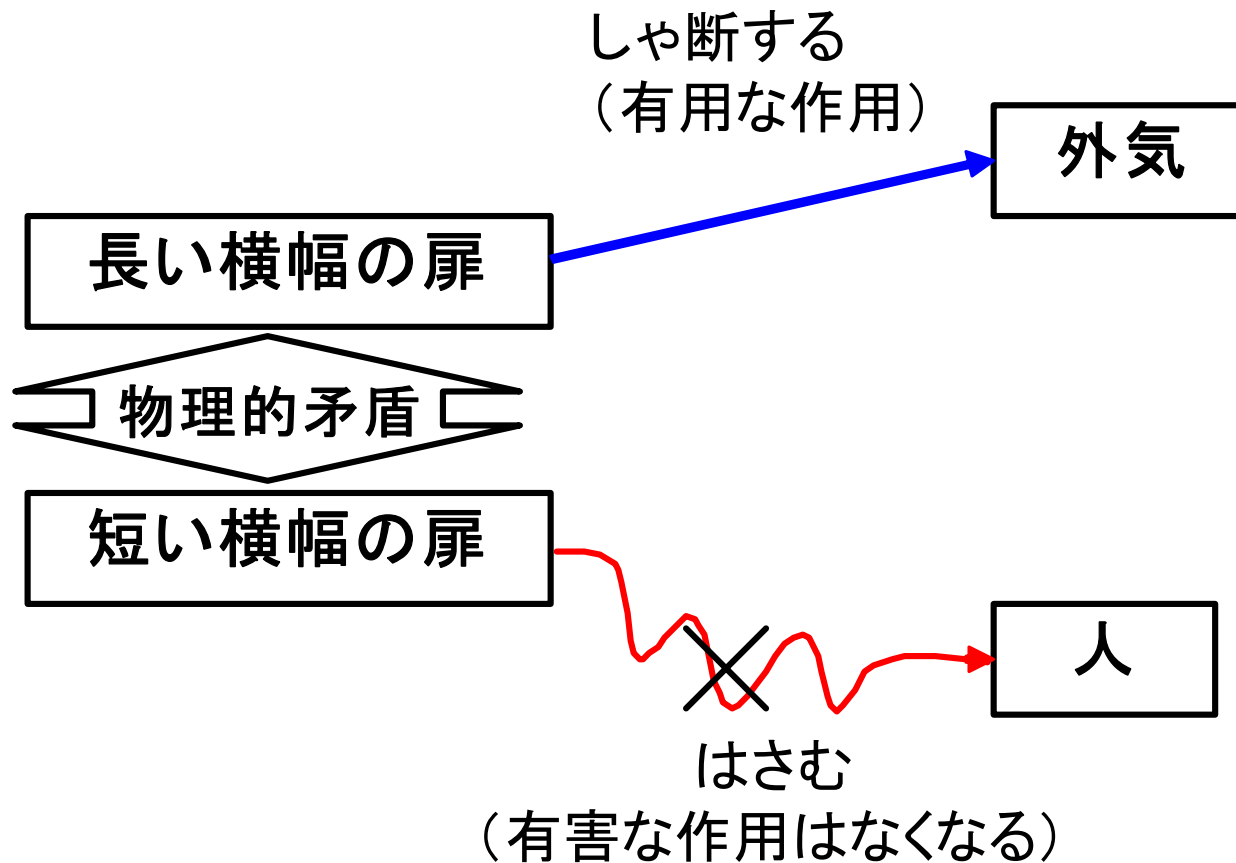 しゃ断する
（有用な作用）
外気
長い横幅の扉
物理的矛盾
短い横幅の扉
人
はさむ
（有害な作用はなくなる）